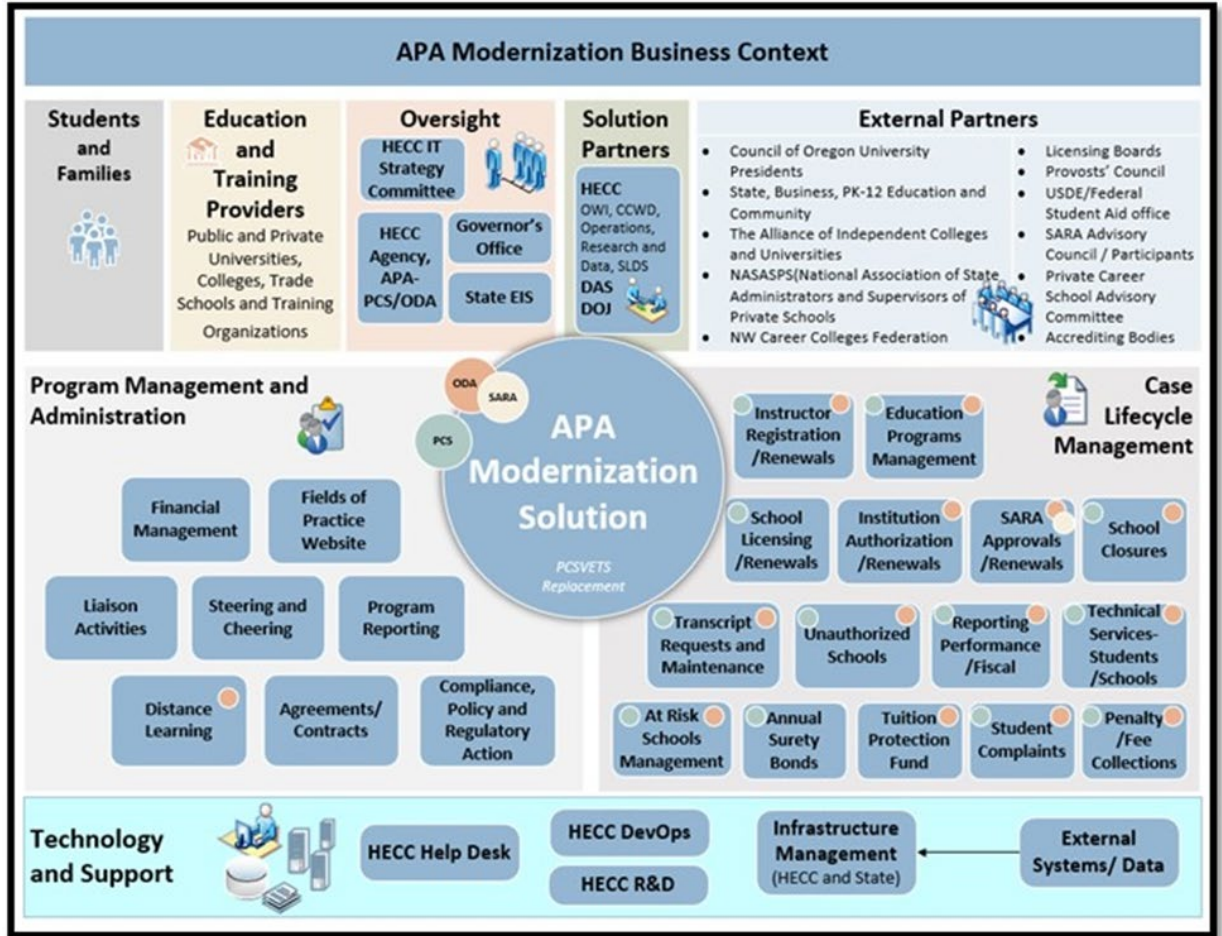 APA Modernization Business Context
Students
and
Families
Education
and
Training
Providers
Public and Private
Universities,
Colleges, Trade
Schools and Training
Organizations
Oversight
HECC IT
Strategy
Committee
HECC
Agency,
APA-
PCS/ODA
Governor's
Office
State EIS
Solution
Partners
HECC
OWI, CCWD,
Operations,
Research and
Data, SLDS
DAS
DOJ
External Partners
• Council of Oregon University
Presidents
• State, Business, PK-12 Education and
Community
• The Alliance of Independent Colleges
and Universities
• NASASPS(National Association of State
Administrators and Supervisors of
Private Schools
• NW Career Colleges Federation
• Licensing Boards
• Provosts' Council
• USDE/Federal
Student Aid office
• SARA Advisory
Council / Participants
• Private Career
School Advisory
Committee
• Accrediting Bodies
Program Management and
Administration
ODA
SARA
PCS
APA
Modernization
Solution
PCSVETS
Replacement
Financial
Management
Fields of
Practice
Website
Liaison
Activities
Steering and
Cheering
Program
Reporting
Distance
Learning
Agreements/
Contracts
Compliance,
Policy and
Regulatory
Action
Case
Lifecycle
Management
Instructor
Registration
/Renewals
Education
Programs
Management
School
Licensing
/Renewals
Institution
Authorization
/Renewals
SARA
Approvals
/Renewals
School
Closures
Transcript
Requests and
Maintenance
Unauthorized
Schools
Reporting
Performance
/Fiscal
Technical
Services-
Students
/Schools
At Risk
Schools
Management
Annual
Surety
Bonds
Tuition
Protection
Fund
Student
Complaints
Penalty
/Fee
Collections
Technology
and Support
HECC Help Desk
HECC DevOps
HECC R&D
Infrastructure
Management
(HECC and State)
External
Systems/ Data